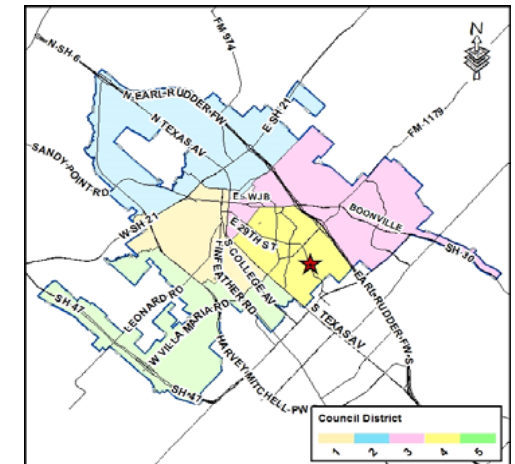 N
FM 974
N SH 6
N EARL RUDDER FW
E SH 21
N TEXAS AV
FM 1179
SANDY POINT RD
E WJB
BOONVILLE
W SH 21
E 29TH ST
SH 30
S COLLEGE AV
FINFEATHER RD
EARL RUDDER FW S
LEONARD RD
SH 47
W VILLA MARIA RD
S TEXAS AV
HARVEY MITCHELL PW
SH 47
Council District
1 2 3 4 5